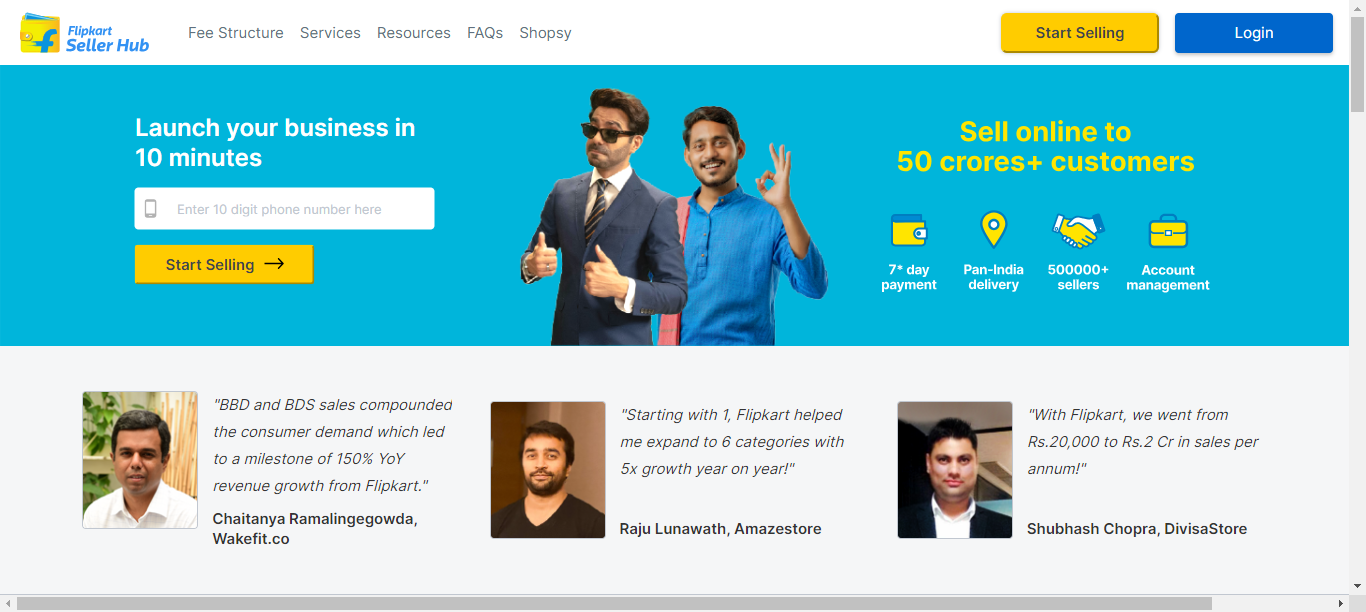 Flipkart
Seller Hub
Fee Structure
Services
Resources
FAQs
Shopsy
Start Selling
Login
Launch your business in
10 minutes
Enter 10 digit phone number here
Start Selling
Sell online to
50 crores+ customers
7* day
payment
Pan-India
delivery
500000+
sellers
Account
management
"BBD and BDS sales compounded
the consumer demand which led
to a milestone of 150% YoY
revenue growth from Flipkart."
Chaitanya Ramalingegowda,
Wakefit.co
"Starting with 1, Flipkart helped
me expand to 6 categories with
5x growth year on year!"
Raju Lunawath, Amazestore
"With Flipkart, we went from
Rs.20,000 to Rs.2 Cr in sales per
annum!"
Shubhash Chopra, DivisaStore